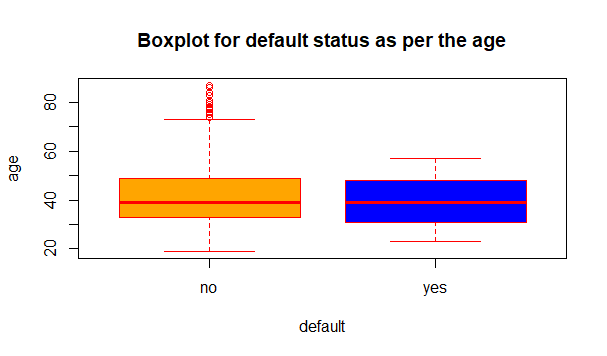 Boxplot for default status as per the age
age
80
60
40
20
no yes
default